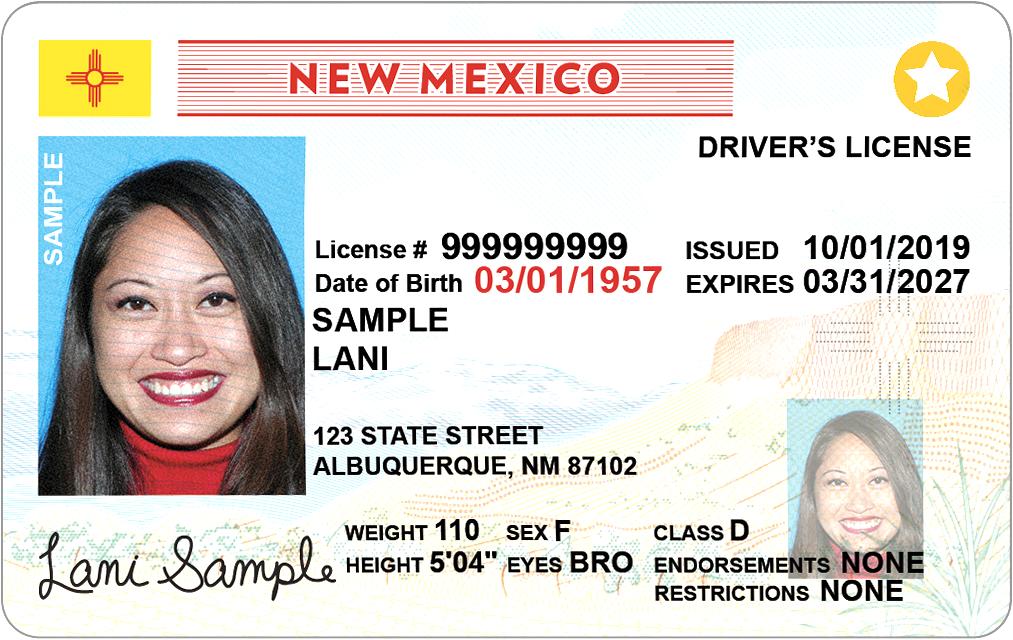 NEW MEXICO
DRIVER'S LICENSE
SAMPLE
License # 999999999
ISSUED 10/01/2019
Date of Birth 03/01/1957
EXPIRES 03/31/2027
SAMPLE
LANI
123 STATE STREET
ALBUQUERQUE, NM 87102
WEIGHT 110 SEX F CLASS D
HEIGHT 5'04" EYES BRO ENDORSEMENTS NONE
RESTRICTIONS NONE
Lani Sample